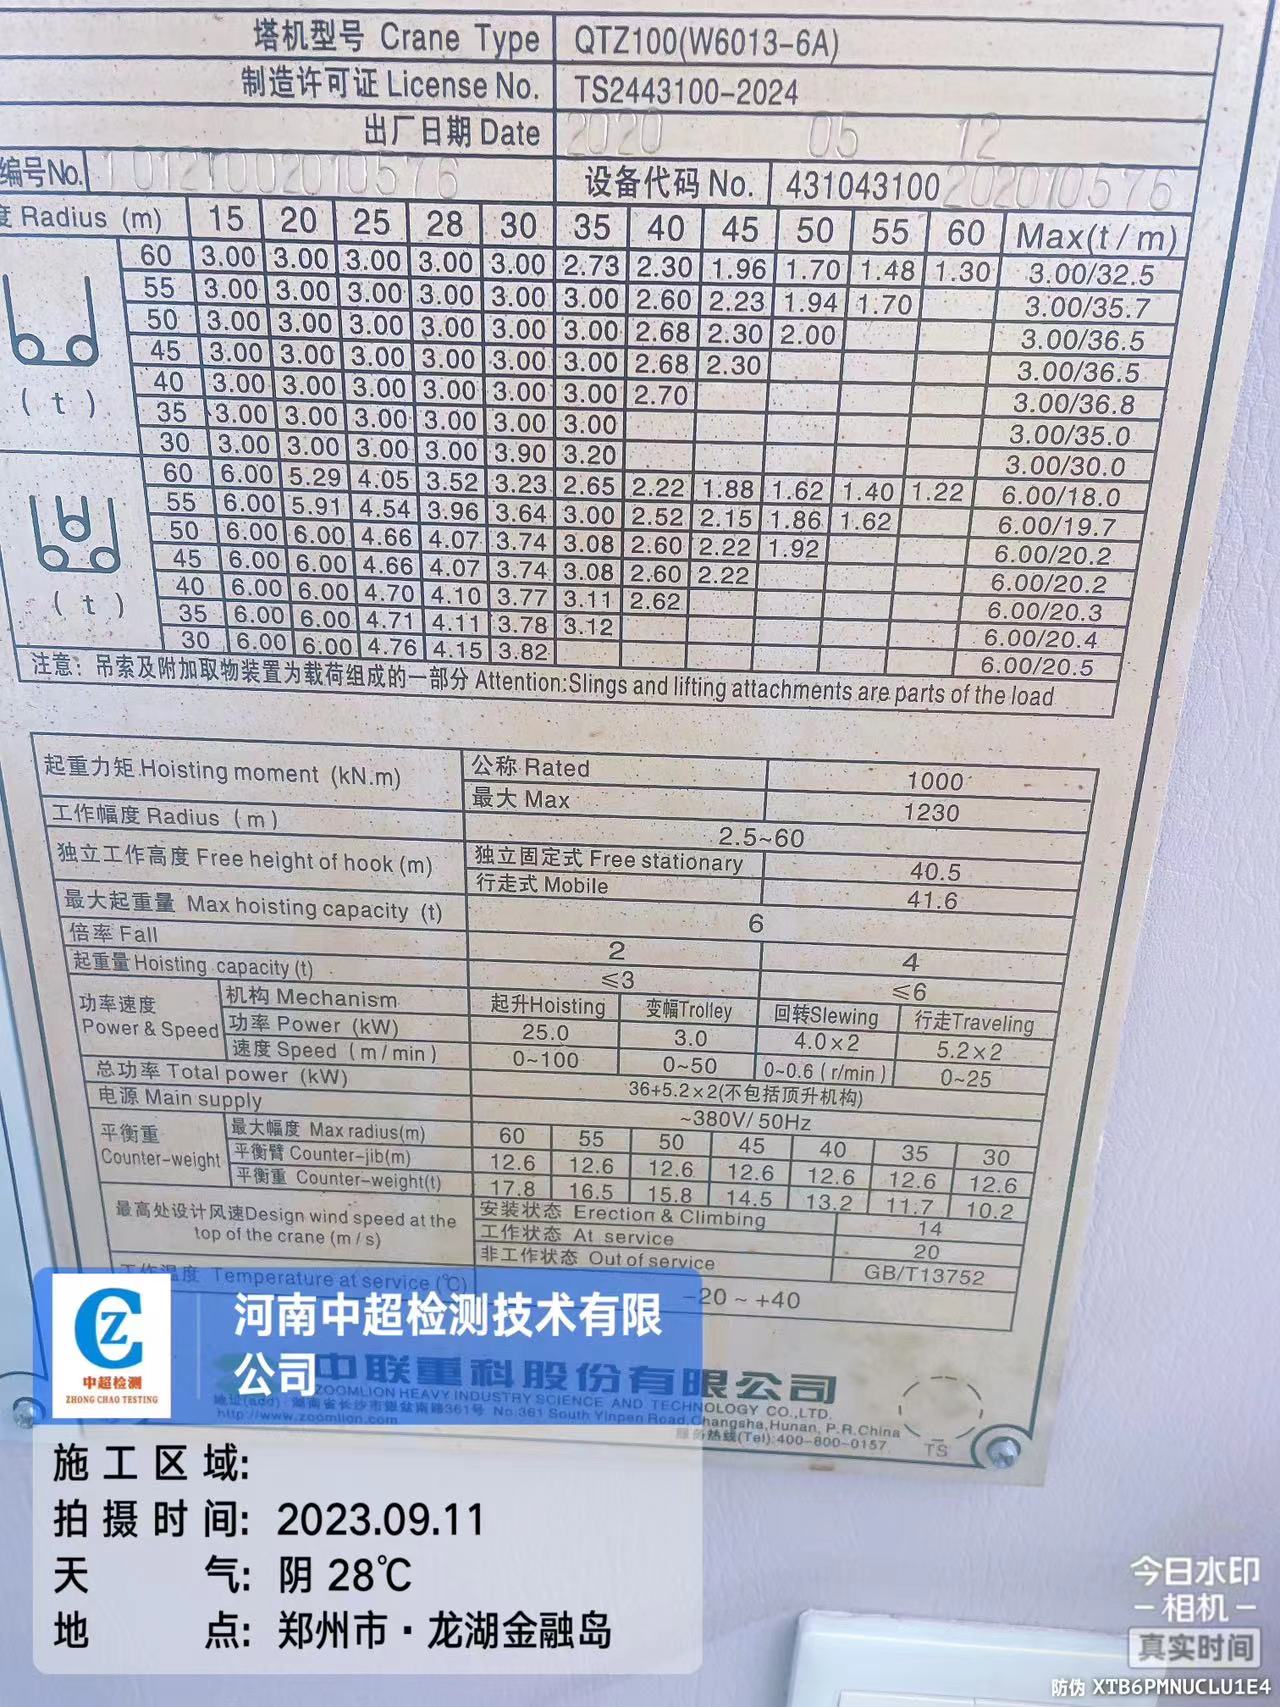 塔机型号 Crane Type QTZ100(W6013-6A)
制造许可证 License No. TS2443100-2024
出厂日期 Date 2020 05 12
编号No. 1012T002010576 设备代码 No. 431043100202010576
度 Radius (m) 15 20 25 28 30 35 40 45 50 55 60 Max(t/m)
60 3.00 3.00 3.00 3.00 3.00 2.73 2.30 1.96 1.70 1.48 1.30 3.00/32.5
55 3.00 3.00 3.00 3.00 3.00 3.00 2.60 2.23 1.94 1.70 3.00/35.7
50 3.00 3.00 3.00 3.00 3.00 3.00 2.68 2.30 2.00 3.00/36.5
45 3.00 3.00 3.00 3.00 3.00 3.00 2.68 2.30 3.00/36.5
40 3.00 3.00 3.00 3.00 3.00 3.00 2.70 3.00/36.8
(t)
35 3.00 3.00 3.00 3.00 3.00 3.00 3.00/35.0
30 3.00 3.00 3.00 3.00 3.90 3.20 3.00/30.0
60 6.00 5.29 4.05 3.52 3.23 2.65 2.22 1.88 1.62 1.40 1.22 6.00/18.0
55 6.00 5.91 4.54 3.96 3.64 3.00 2.52 2.15 1.86 1.62 6.00/19.7
50 6.00 6.00 4.66 4.07 3.74 3.08 2.60 2.22 1.92 6.00/20.2
45 6.00 6.00 4.66 4.07 3.74 3.08 2.60 2.22 6.00/20.2
40 6.00 6.00 4.70 4.10 3.77 3.11 2.62 6.00/20.3
(t)
35 6.00 6.00 4.71 4.11 3.78 3.12 6.00/20.4
30 6.00 6.00 4.76 4.15 3.82 6.00/20.5
注意：吊索及附加取物装置为载荷组成的一部分 Attention:Slings and lifting attachments are parts of the load
起重力矩 Hoisting moment (kN.m) 公称 Rated 1000
最大 Max 1230
工作幅度 Radius (m) 2.5~60
独立工作高度 Free height of hook (m) 独立固定式 Free stationary 40.5
行走式 Mobile 41.6
最大起重量 Max hoisting capacity (t) 6
倍率 Fall 2 4
起重量 Hoisting capacity (t) ≤3 ≤6
功率速度 Power & Speed
机构 Mechanism 起升Hoisting 变幅Trolley 回转Slewing 行走Traveling
功率 Power (kW) 25.0 3.0 4.0×2 5.2×2
速度 Speed (m/min) 0~100 0~50 0~0.6 (r/min) 0~25
总功率 Total power (kW) 36+5.2×2(不包括顶升机构)
电源 Main supply ~380V/50Hz
平衡重 Counter-weight
最大幅度 Max radius(m) 60 55 50 45 40 35 30
平衡臂 Counter-jib(m) 12.6 12.6 12.6 12.6 12.6 12.6 12.6
平衡重 Counter-weight(t) 17.8 16.5 15.8 14.5 13.2 11.7 10.2
最高处设计风速Design wind speed at the
top of the crane (m/s)
安装状态 Erection & Climbing 14
工作状态 At service 20
非工作状态 Out of service GB/T13752
工作温度 Temperature at service (℃) -20~+40
中联重科股份有限公司
ZOOMLION HEAVY INDUSTRY SCIENCE AND TECHNOLOGY CO.,LTD.
地址(add) : 湖南省长沙市银盆南路361号 No.361 South Yinpen Road,Changsha,Hunan, P.R.China
http://www.zoomlion.com 服务热线(Tel):400-800-0157
TS
CZ
中超检测
ZHONG CHAO TESTING
河南中超检测技术有限
公司
施工区域:
拍摄时间: 2023.09.11
天气: 阴 28℃
地点: 郑州市·龙湖金融岛
今日水印
相机
真实时间
防伪 XTB6PMNUCLU1E4